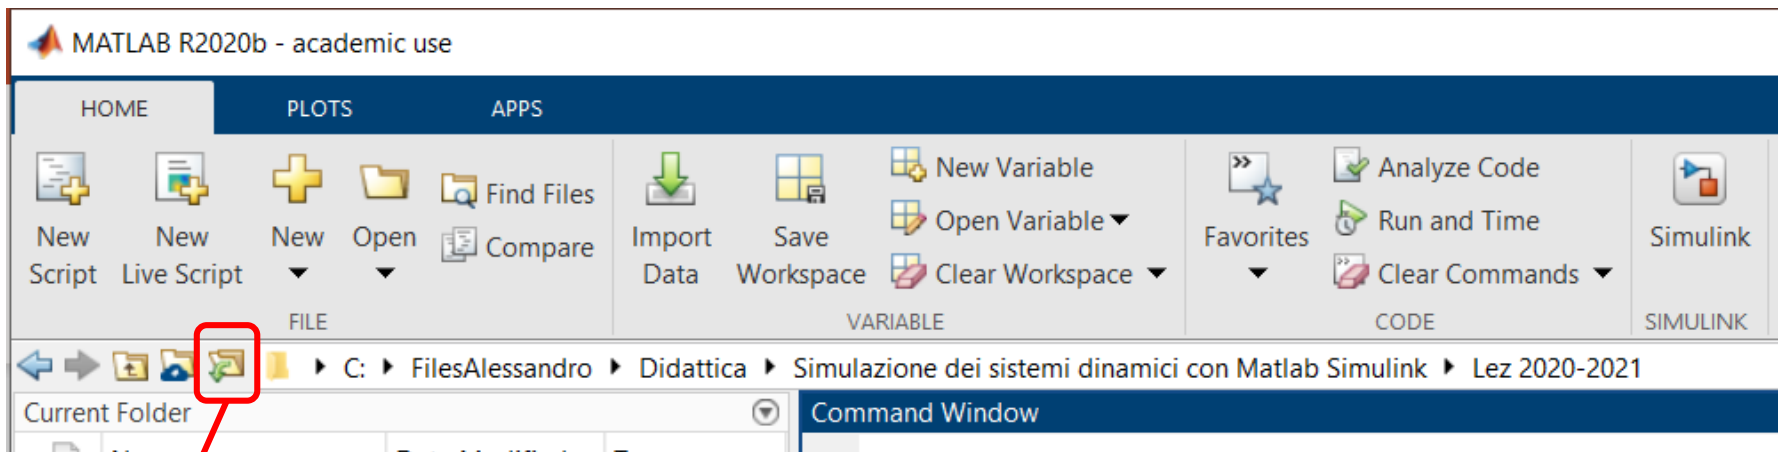 MATLAB R2020b - academic use
HOME PLOTS APPS
New Script
New Live Script
New
Open
Find Files
Compare
Import Data
Save Workspace
New Variable
Open Variable
Clear Workspace
Favorites
Analyze Code
Run and Time
Clear Commands
Simulink
FILE VARIABLE CODE SIMULINK
C: FilesAlessandro Didattica Simulazione dei sistemi dinamici con Matlab Simulink Lez 2020-2021
Current Folder
Command Window